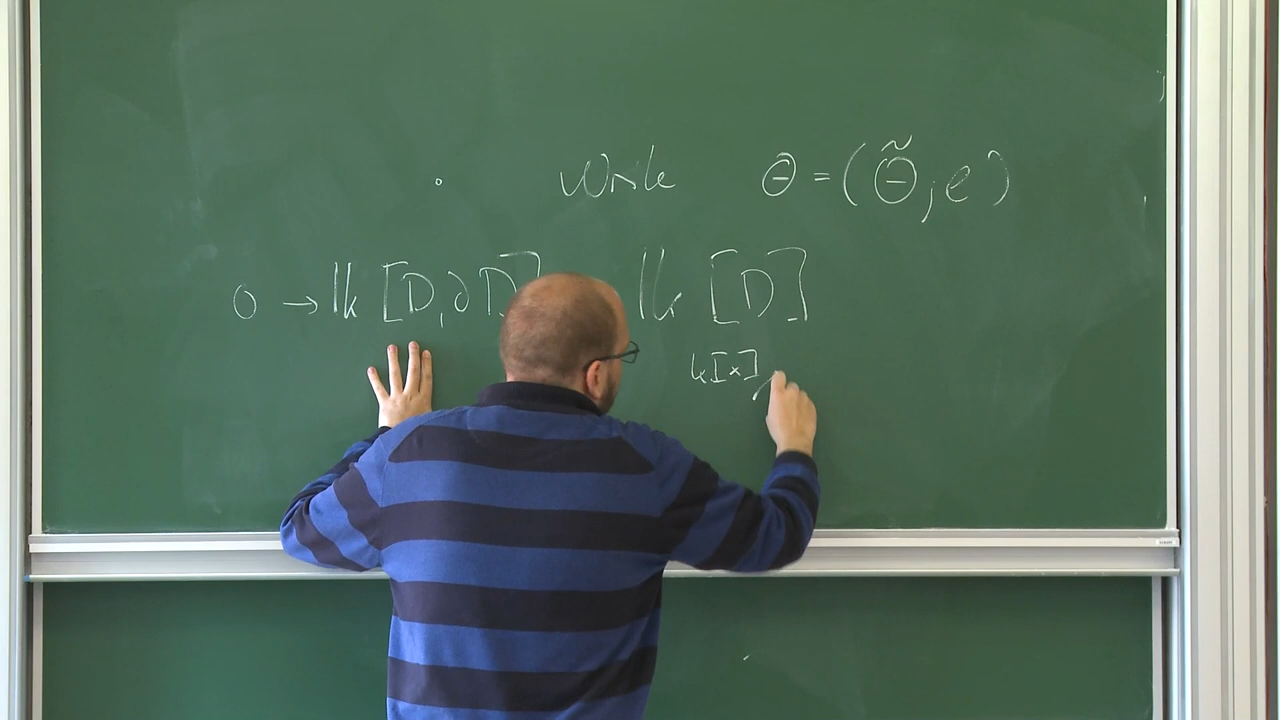 Write Θ = (Θ̃, e)
0 → 𝕜 [D, ∂D] 𝕜 [D]
k[x]